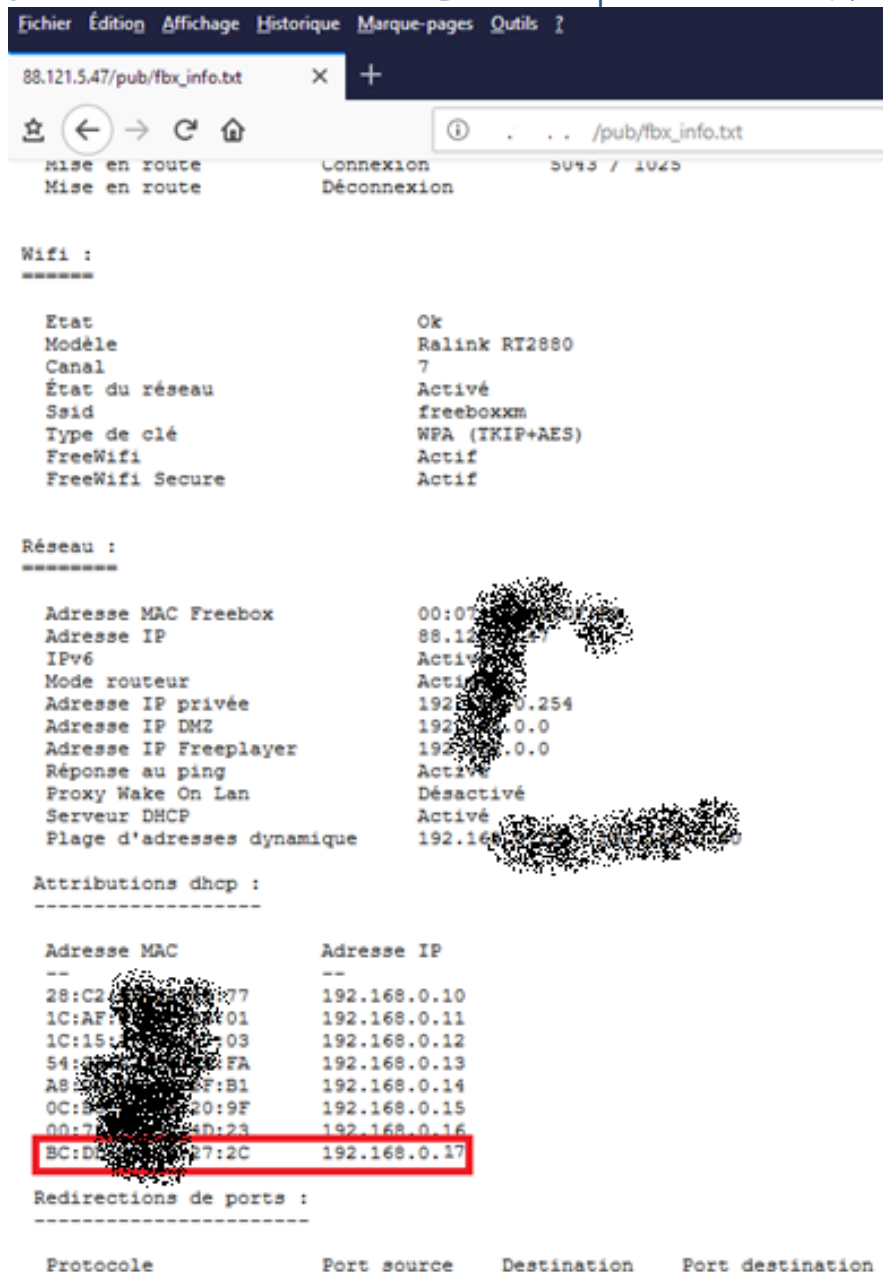 Fichier Édition Affichage Historique Marque-pages Outils ?
88.121.5.47/pub/fbx_info.txt × +
. . . /pub/fbx_info.txt
Mise en route Connexion 5043 / 1025
Mise en route Déconnexion
Wifi :
======
Etat Ok
Modèle Ralink RT2880
Canal 7
État du réseau Activé
Ssid freeboxxm
Type de clé WPA (TKIP+AES)
FreeWifi Actif
FreeWifi Secure Actif
Réseau :
========
Adresse MAC Freebox 00:07
Adresse IP 88.12 47
IPv6 Activ
Mode routeur Acti
Adresse IP privée 192 0.254
Adresse IP DMZ 192 .0.0
Adresse IP Freeplayer 192 .0.0
Réponse au ping Activé
Proxy Wake On Lan Désactivé
Serveur DHCP Activé
Plage d'adresses dynamique 192.16 0
Attributions dhcp :
-------------------
Adresse MAC Adresse IP
-- --
28:C2 77 192.168.0.10
1C:AF: 01 192.168.0.11
1C:15: :03 192.168.0.12
54: :FA 192.168.0.13
A8: F:B1 192.168.0.14
0C: 20:9F 192.168.0.15
00:7 4D:23 192.168.0.16
BC:D 27:2C 192.168.0.17
Redirections de ports :
-----------------------
Protocole Port source Destination Port destination